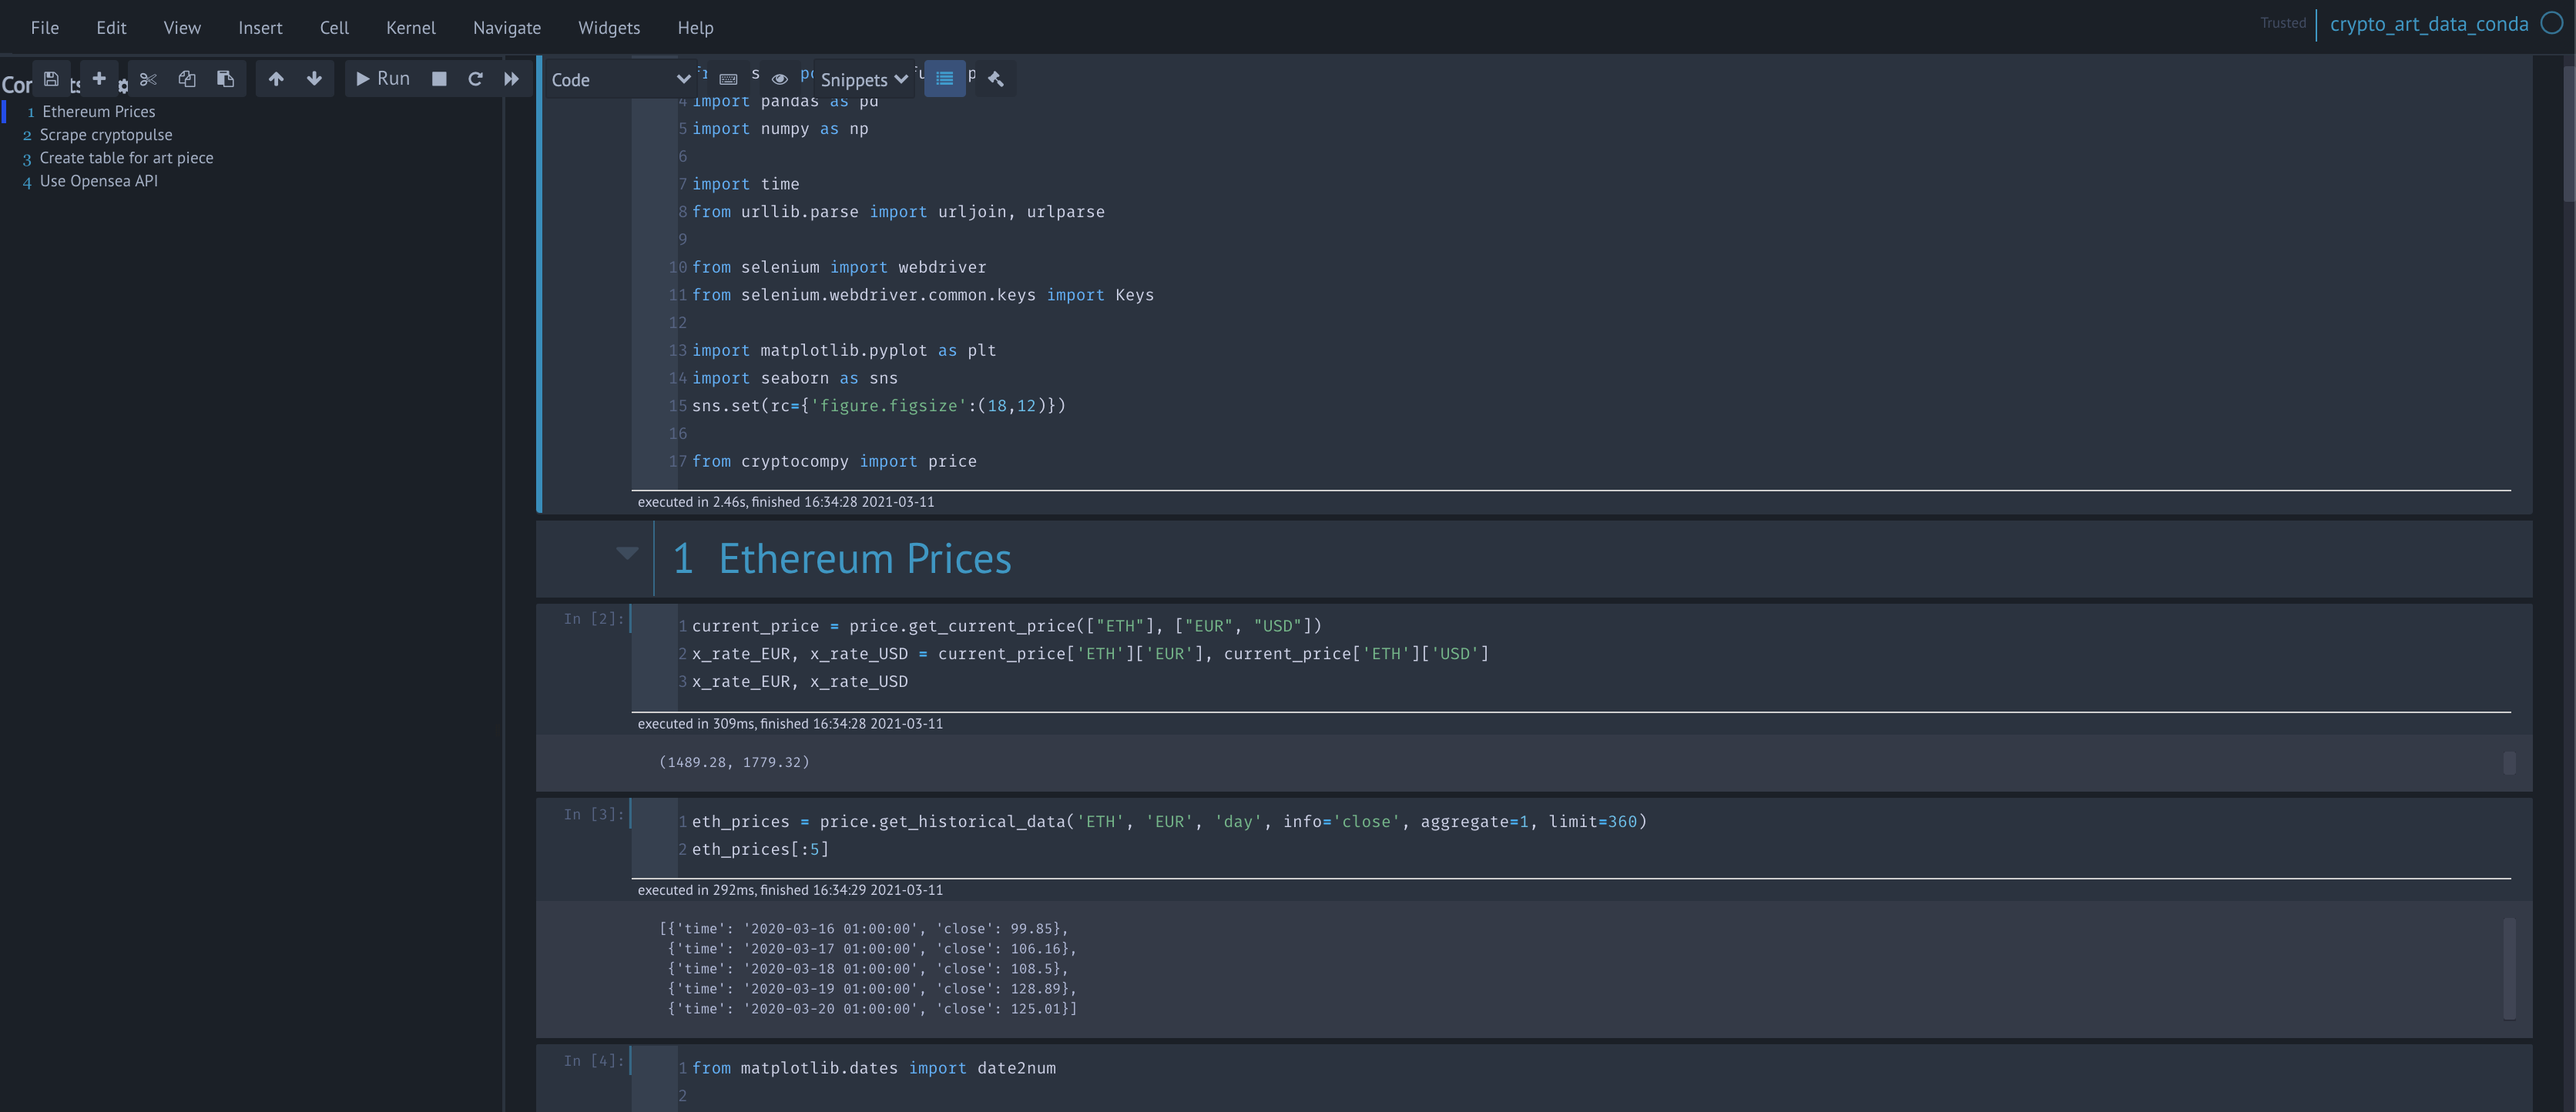 File Edit View Insert Cell Kernel Navigate Widgets Help
Trusted crypto_art_data_conda
Run Code Snippets
1 Ethereum Prices
2 Scrape cryptopulse
3 Create table for art piece
4 Use Opensea API
4 import pandas as pd
5 import numpy as np
6
7 import time
8 from urllib.parse import urljoin, urlparse
9
10 from selenium import webdriver
11 from selenium.webdriver.common.keys import Keys
12
13 import matplotlib.pyplot as plt
14 import seaborn as sns
15 sns.set(rc={'figure.figsize':(18,12)})
16
17 from cryptocompy import price
executed in 2.46s, finished 16:34:28 2021-03-11
1 Ethereum Prices
In [2]:
1 current_price = price.get_current_price(["ETH"], ["EUR", "USD"])
2 x_rate_EUR, x_rate_USD = current_price['ETH']['EUR'], current_price['ETH']['USD']
3 x_rate_EUR, x_rate_USD
executed in 309ms, finished 16:34:28 2021-03-11
(1489.28, 1779.32)
In [3]:
1 eth_prices = price.get_historical_data('ETH', 'EUR', 'day', info='close', aggregate=1, limit=360)
2 eth_prices[:5]
executed in 292ms, finished 16:34:29 2021-03-11
[{'time': '2020-03-16 01:00:00', 'close': 99.85},
{'time': '2020-03-17 01:00:00', 'close': 106.16},
{'time': '2020-03-18 01:00:00', 'close': 108.5},
{'time': '2020-03-19 01:00:00', 'close': 128.89},
{'time': '2020-03-20 01:00:00', 'close': 125.01}]
In [4]:
1 from matplotlib.dates import date2num
2